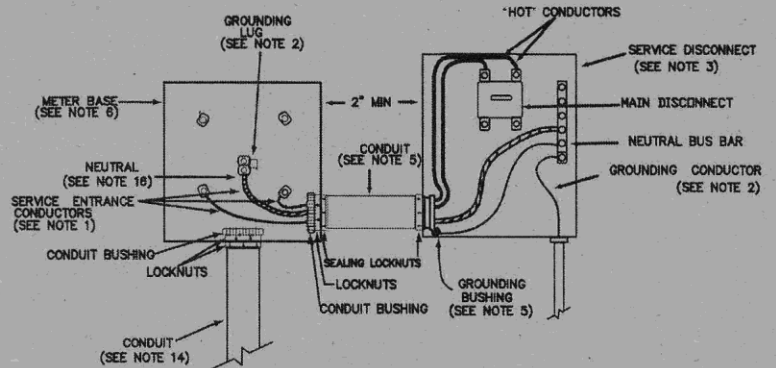 GROUNDING
LUG
(SEE NOTE 2)
"HOT" CONDUCTORS
SERVICE DISCONNECT
(SEE NOTE 3)
METER BASE
(SEE NOTE 6)
2" MIN
MAIN DISCONNECT
CONDUIT
(SEE NOTE 5)
NEUTRAL BUS BAR
NEUTRAL
(SEE NOTE 16)
GROUNDING CONDUCTOR
(SEE NOTE 2)
SERVICE ENTRANCE
CONDUCTORS
(SEE NOTE 1)
CONDUIT BUSHING
LOCKNUTS
SEALING LOCKNUTS
LOCKNUTS
CONDUIT BUSHING
GROUNDING
BUSHING
(SEE NOTE 5)
CONDUIT
(SEE NOTE 14)